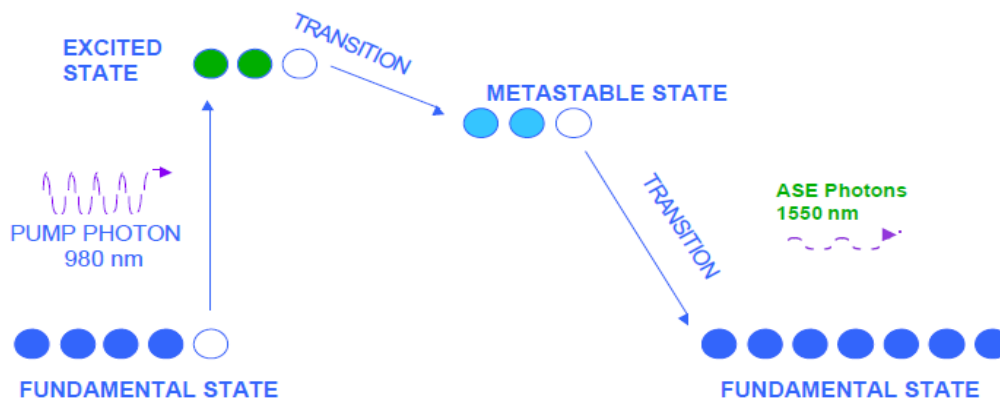 EXCITED
STATE
TRANSITION
METASTABLE STATE
PUMP PHOTON
980 nm
TRANSITION
ASE Photons
1550 nm
FUNDAMENTAL STATE
FUNDAMENTAL STATE